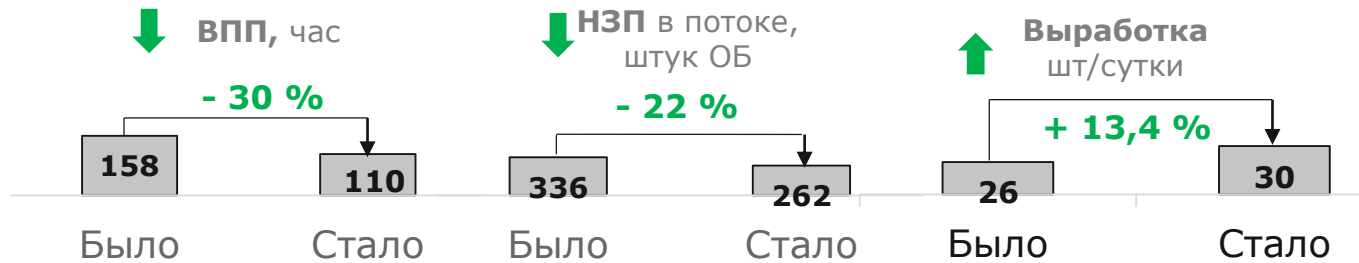 ВПП, час
- 30 %
158
110
Было
Стало
НЗП в потоке,
штук ОБ
- 22 %
336
262
Было
Стало
Выработка
шт/сутки
+ 13,4 %
26
30
Было
Стало